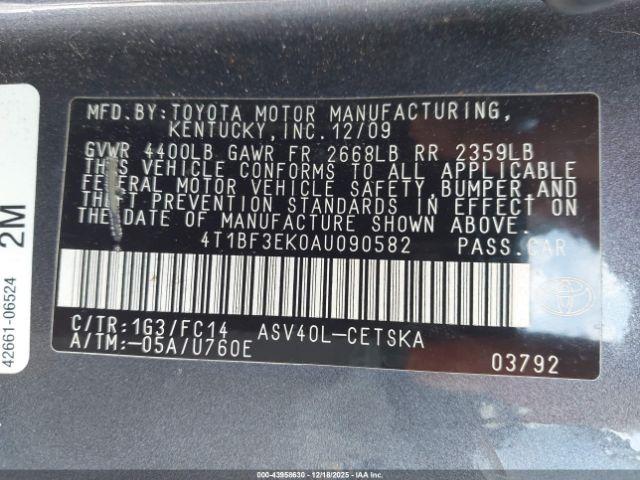 MFD.BY:TOYOTA MOTOR MANUFACTURING,
KENTUCKY,INC.12/09
GVWR 4400LB GAWR FR 2668LB RR 2359LB
THIS VEHICLE CONFORMS TO ALL APPLICABLE
FEDERAL MOTOR VEHICLE SAFETY,BUMPER,AND
THEFT PREVENTION STANDARDS IN EFFECT ON
THE DATE OF MANUFACTURE SHOWN ABOVE.
4T1BF3EK0AU090582 PASS.CAR
C/TR:1G3/FC14 ASV40L-CETSKA
A/TM:-05A/U760E
03792
42661-06524 2M
000-43958630 - 12/18/2025 - IAAI.COM